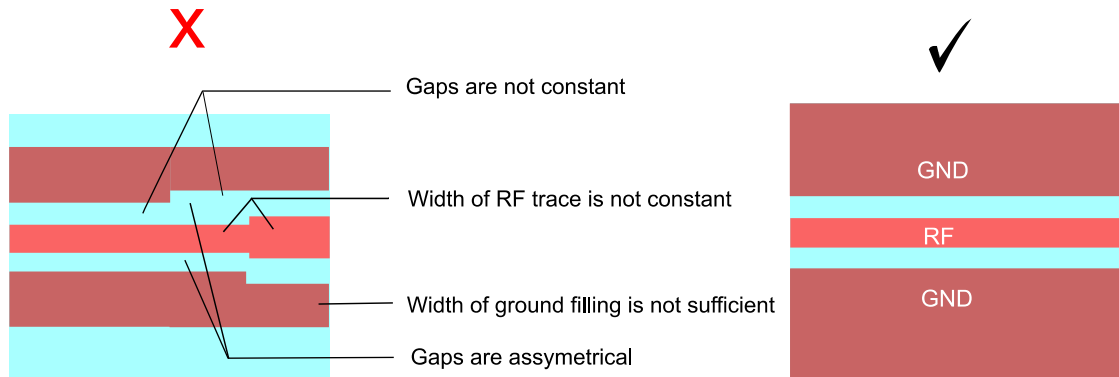 X
Gaps are not constant
Width of RF trace is not constant
Width of ground filling is not sufficient
Gaps are assymetrical
GND
RF
GND